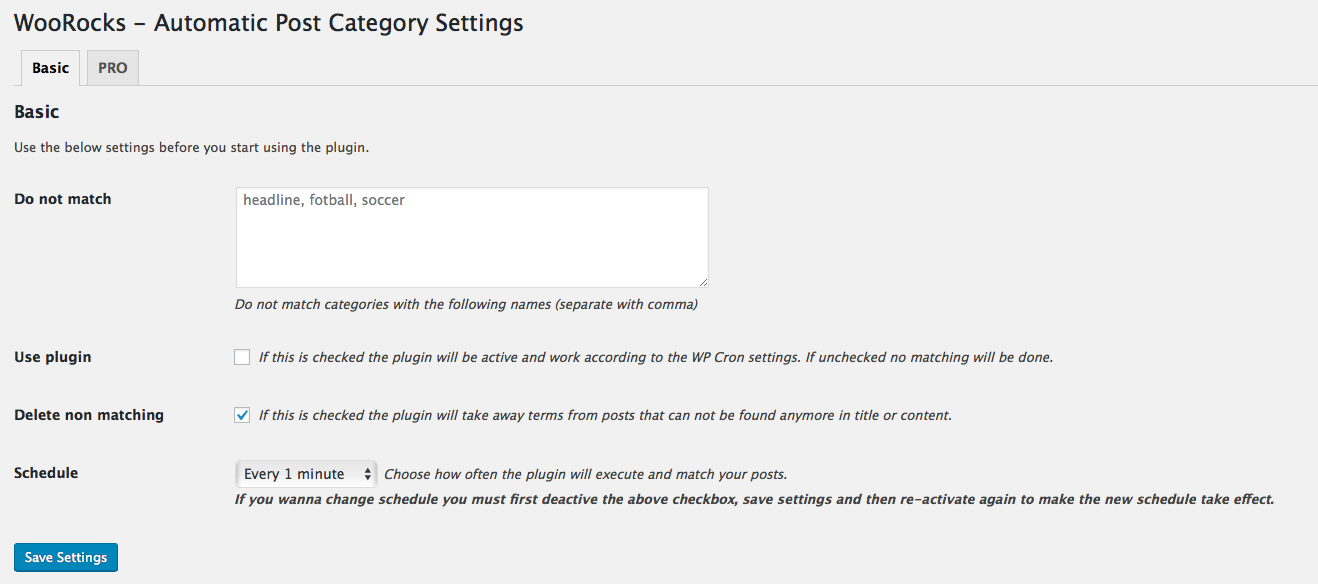 WooRocks – Automatic Post Category Settings
Basic
PRO
Basic
Use the below settings before you start using the plugin.
Do not match
headline, fotball, soccer
Do not match categories with the following names (separate with comma)
Use plugin
If this is checked the plugin will be active and work according to the WP Cron settings. If unchecked no matching will be done.
Delete non matching
If this is checked the plugin will take away terms from posts that can not be found anymore in title or content.
Schedule
Every 1 minute
Choose how often the plugin will execute and match your posts.
If you wanna change schedule you must first deactive the above checkbox, save settings and then re-activate again to make the new schedule take effect.
Save Settings